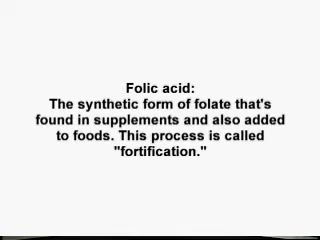 Folic acid:
The synthetic form of folate that's
found in supplements and also added
to foods. This process is called
"fortification."